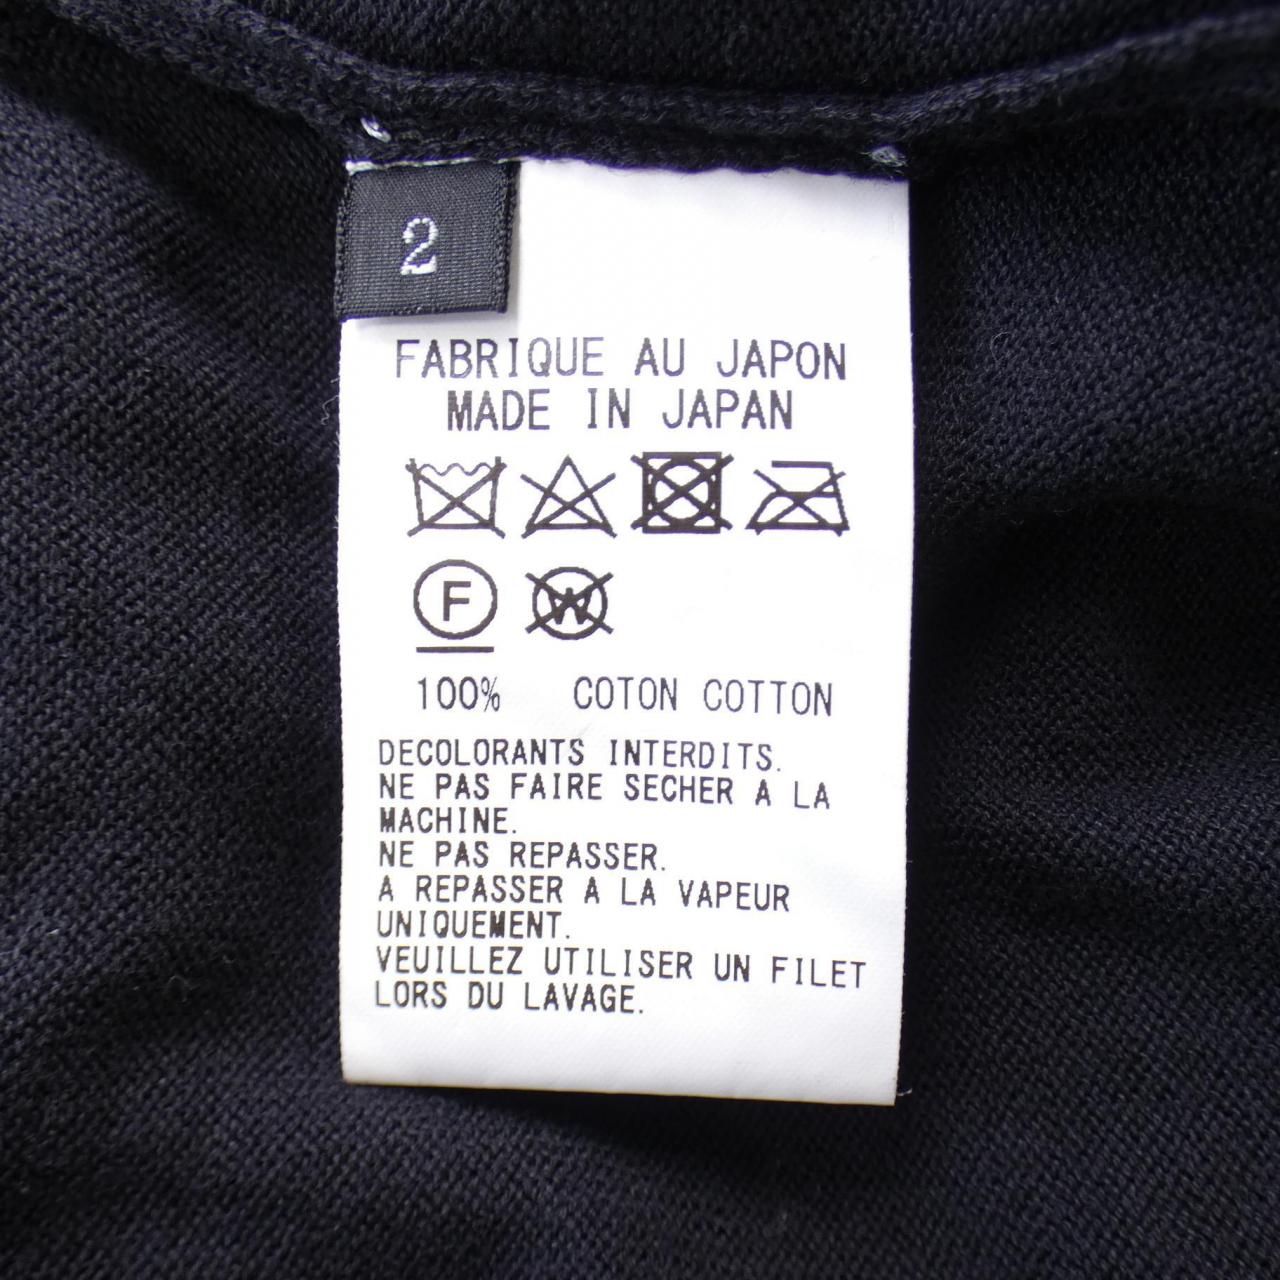 2
FABRIQUE AU JAPON
MADE IN JAPAN
F
W
100% COTON COTTON
DECOLORANTS INTERDITS.
NE PAS FAIRE SECHER A LA
MACHINE.
NE PAS REPASSER.
A REPASSER A LA VAPEUR
UNIQUEMENT.
VEUILLEZ UTILISER UN FILET
LORS DU LAVAGE.